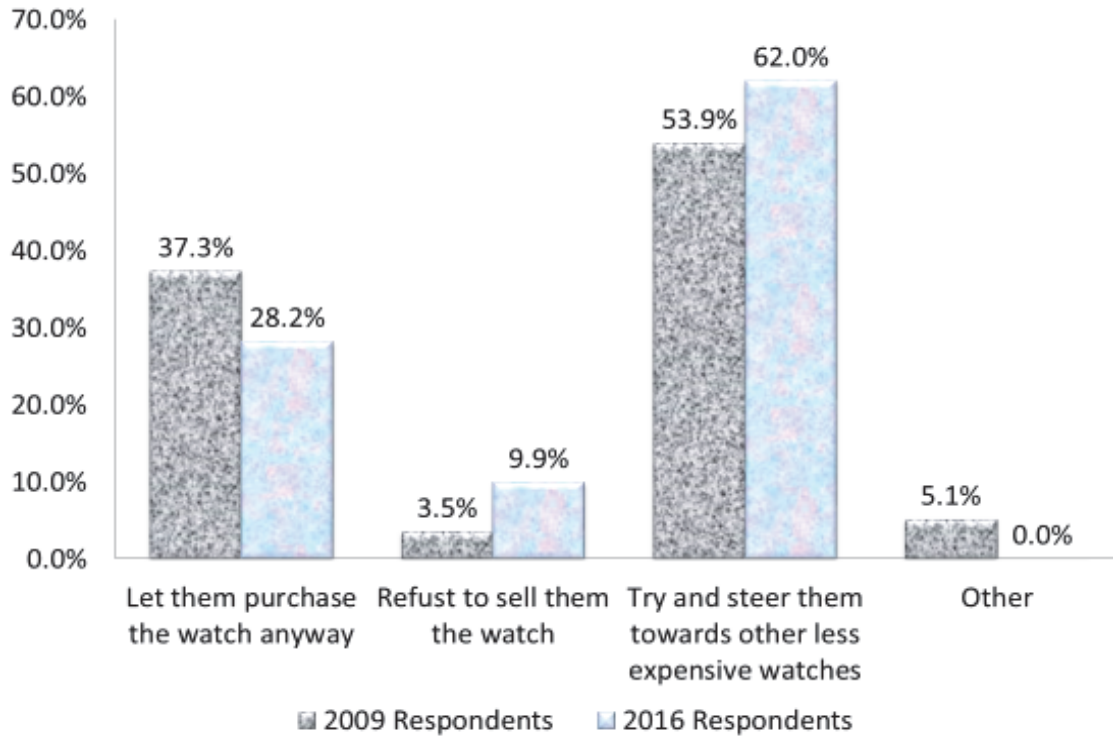 70.0%
60.0%
50.0%
40.0%
30.0%
20.0%
10.0%
0.0%
37.3%
28.2%
3.5%
9.9%
53.9%
62.0%
5.1%
0.0%
Let them purchase
the watch anyway
Refust to sell them
the watch
Try and steer them
towards other less
expensive watches
Other
2009 Respondents
2016 Respondents